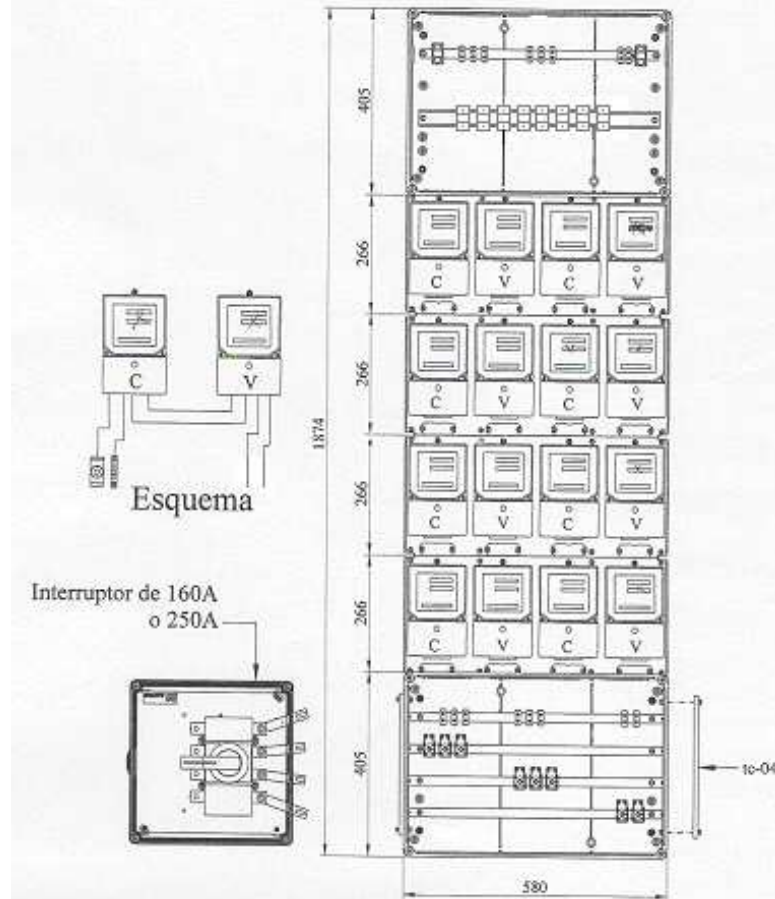 405
266
C V C V
266
C V C V
1874
C V
Esquema
266
C V C V
Interruptor de 160A
o 250A
266
C V C V
405
tc-04
580